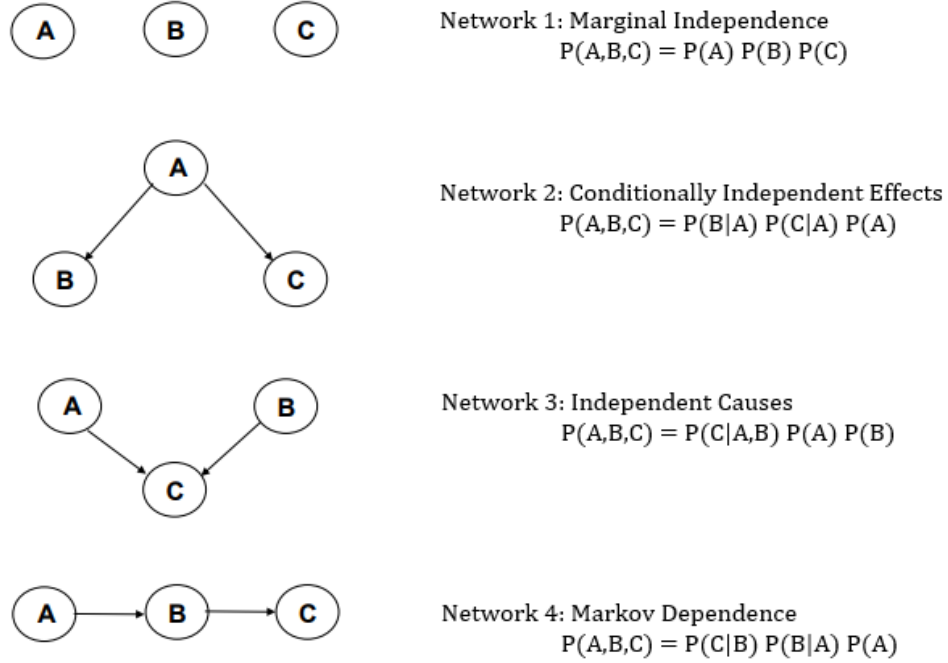 A B C
Network 1: Marginal Independence
P(A,B,C) = P(A) P(B) P(C)
A
Network 2: Conditionally Independent Effects
P(A,B,C) = P(B|A) P(C|A) P(A)
B C
A B
Network 3: Independent Causes
P(A,B,C) = P(C|A,B) P(A) P(B)
C
A B C
Network 4: Markov Dependence
P(A,B,C) = P(C|B) P(B|A) P(A)